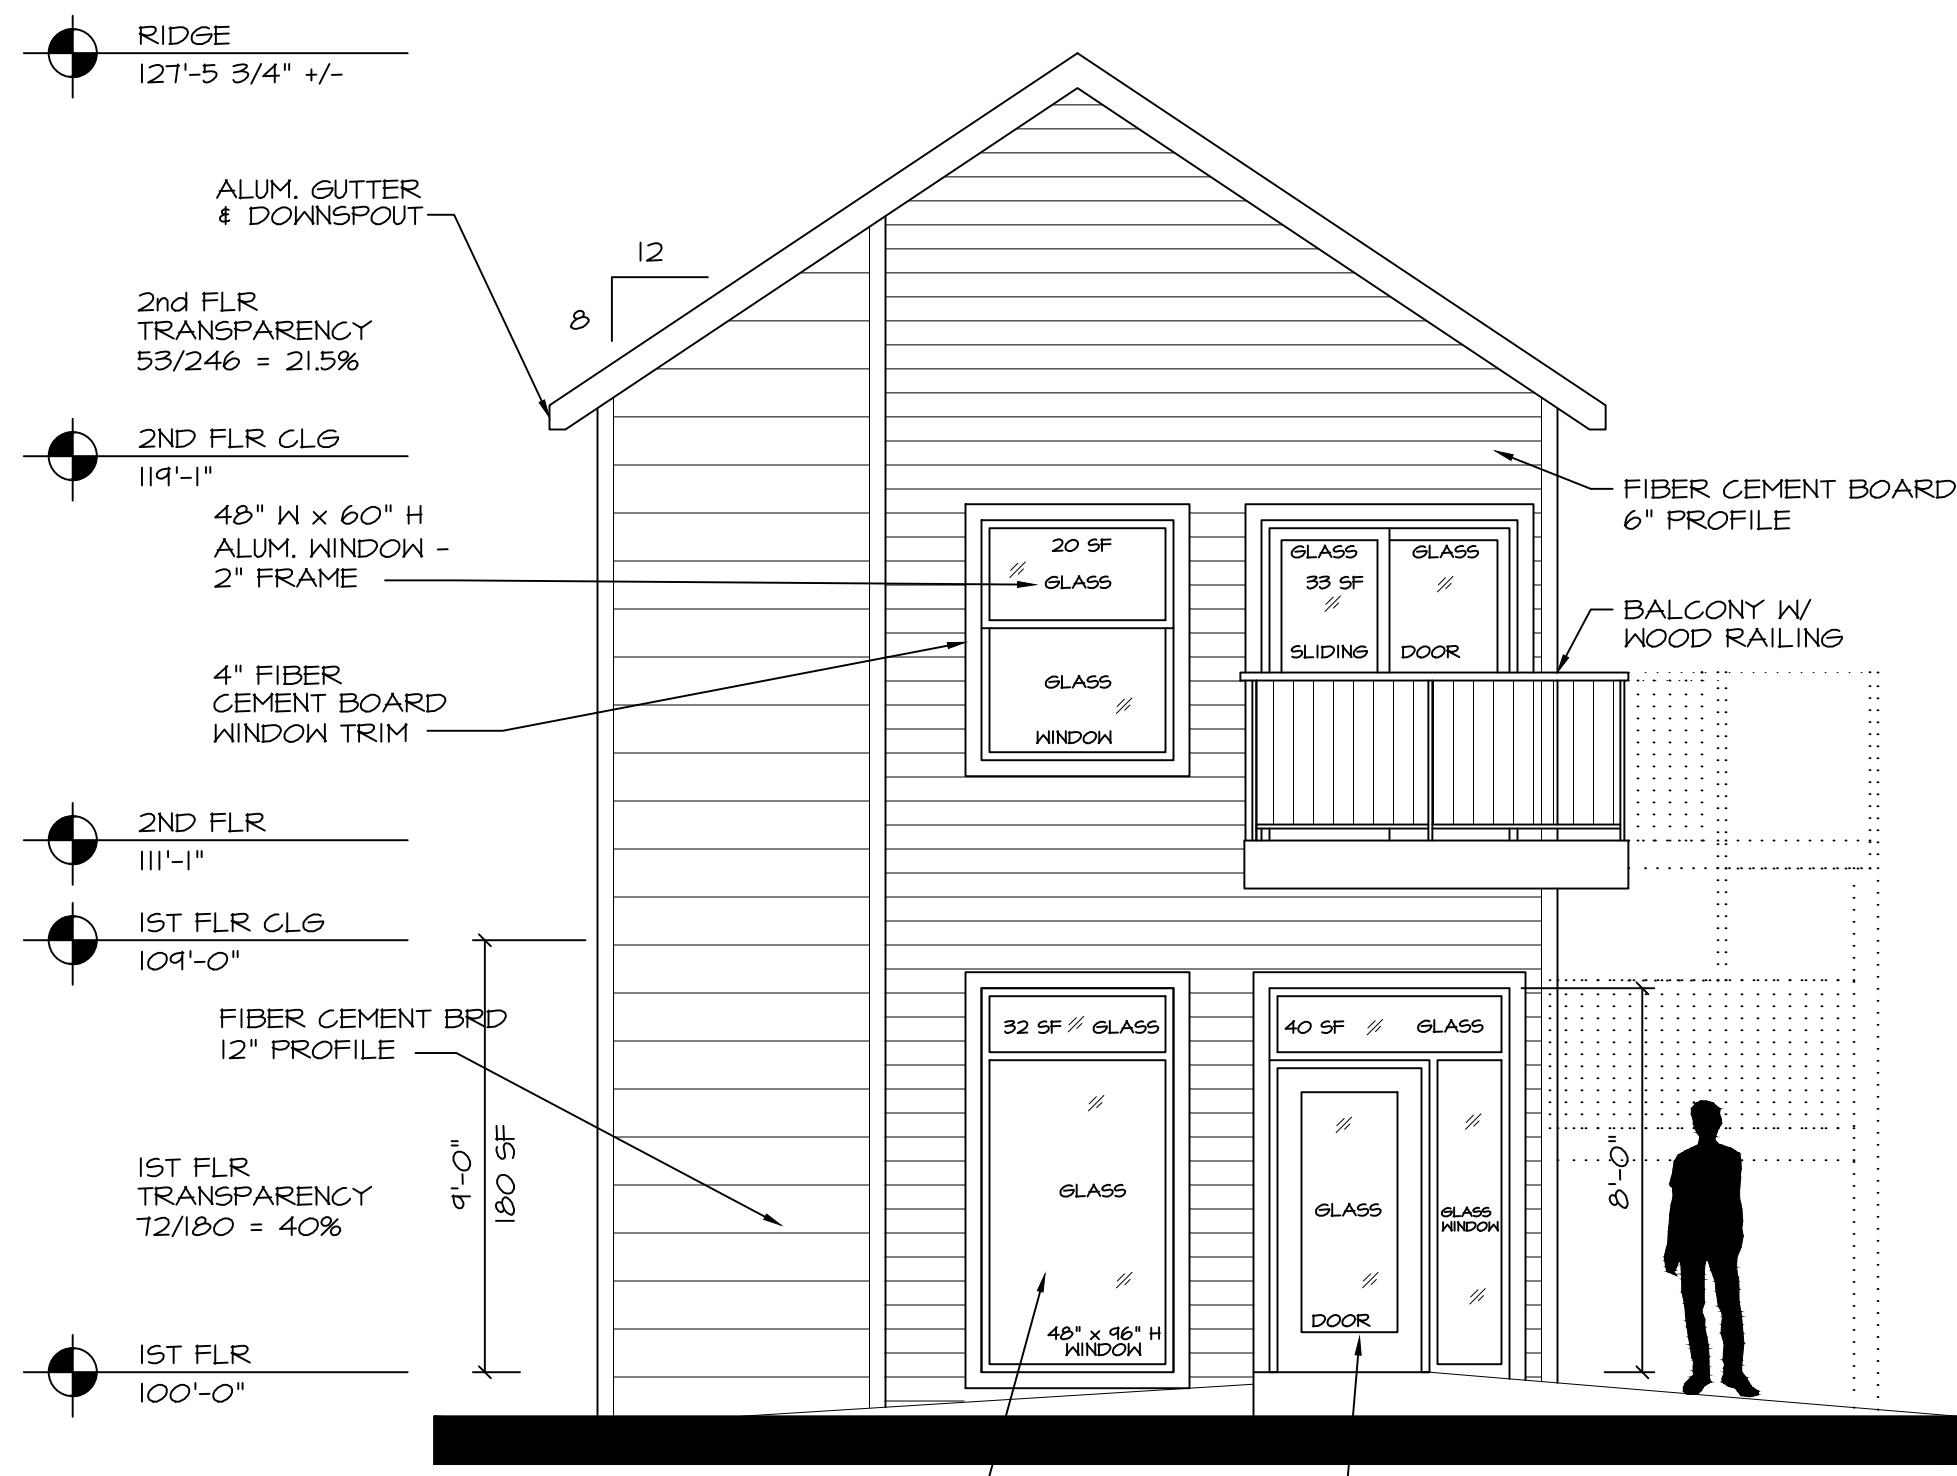 RIDGE
127'-5 3/4" +/-
ALUM. GUTTER
& DOWNSPOUT
12
8
2nd FLR
TRANSPARENCY
53/246 = 21.5%
2ND FLR CLG
119'-1"
48" W x 60" H
ALUM. WINDOW -
2" FRAME
4" FIBER
CEMENT BOARD
WINDOW TRIM
2ND FLR
111'-1"
1ST FLR CLG
109'-0"
FIBER CEMENT BRD
12" PROFILE
1ST FLR
TRANSPARENCY
72/180 = 40%
9'-0"
180 SF
1ST FLR
100'-0"
20 SF
GLASS
GLASS
WINDOW
GLASS GLASS
33 SF
SLIDING DOOR
FIBER CEMENT BOARD
6" PROFILE
BALCONY W/
WOOD RAILING
32 SF GLASS
GLASS
48" x 96" H
WINDOW
40 SF GLASS
GLASS
DOOR
GLASS
WINDOW
8'-0"